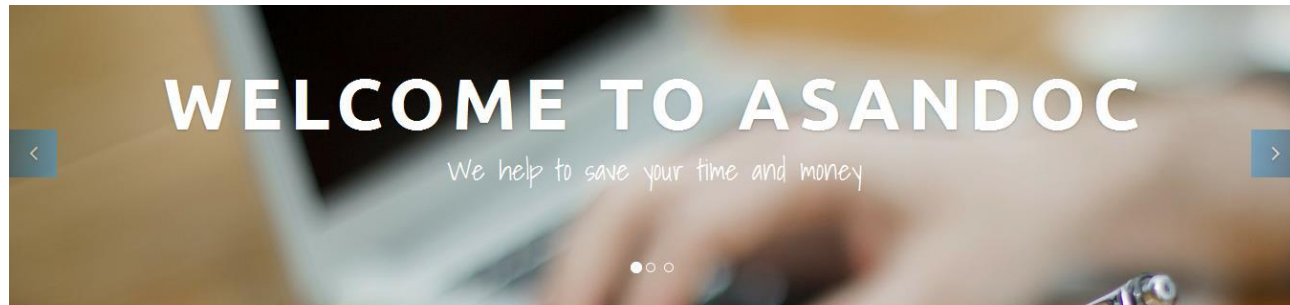 WELCOME TO ASANDOC
We help to save your time and money